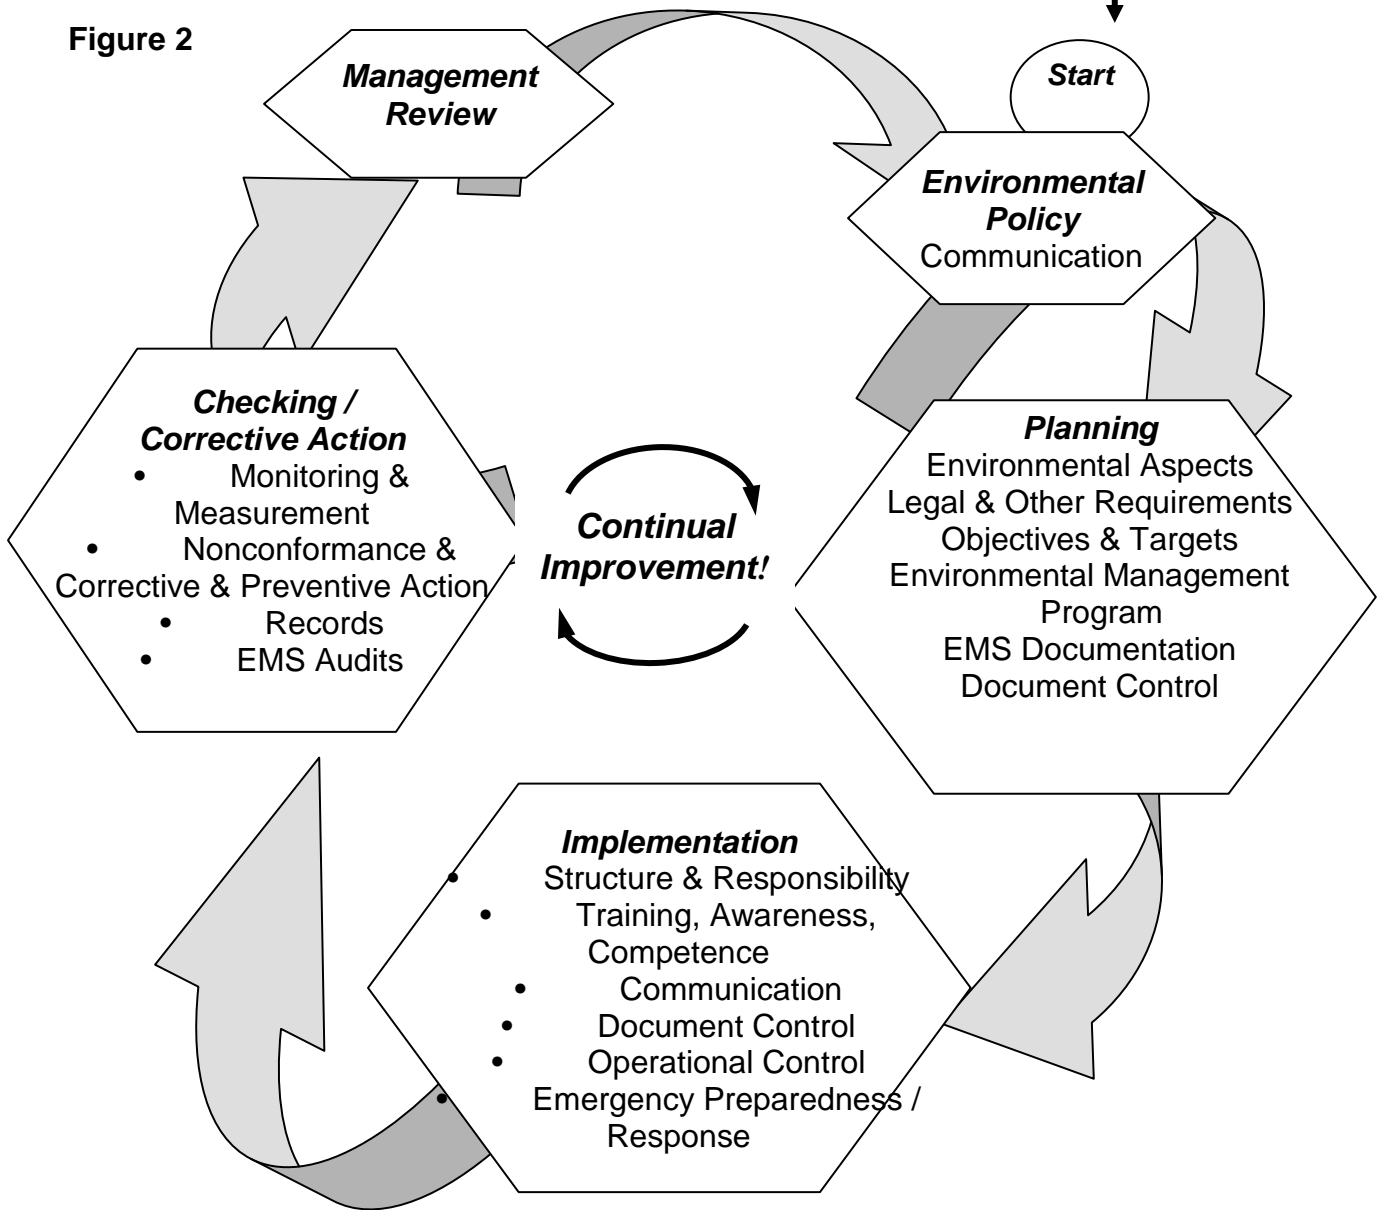 Figure 2
Management
Review
Start
Environmental
Policy
Communication
Checking /
Corrective Action
• Monitoring &
Measurement
• Nonconformance &
Corrective & Preventive Action
• Records
• EMS Audits
Continual
Improvement!
Planning
Environmental Aspects
Legal & Other Requirements
Objectives & Targets
Environmental Management
Program
EMS Documentation
Document Control
Implementation
• Structure & Responsibility
• Training, Awareness,
Competence
• Communication
• Document Control
• Operational Control
• Emergency Preparedness /
Response